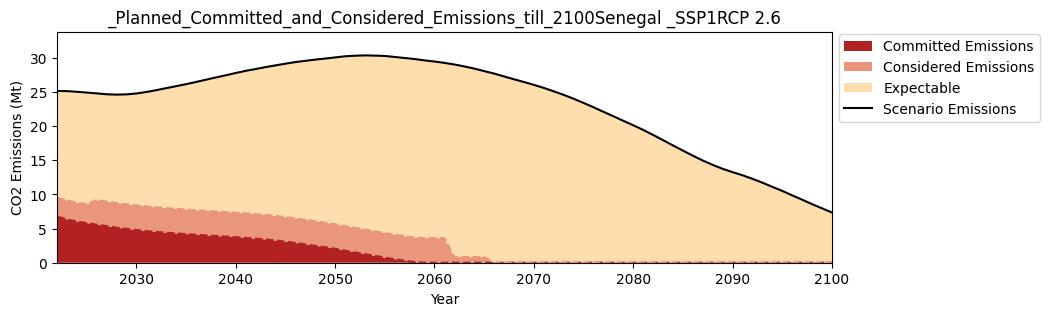 _Planned_Committed_and_Considered_Emissions_till_2100Senegal _SSP1RCP 2.6
Committed Emissions
Considered Emissions
Expectable
Scenario Emissions
CO2 Emissions (Mt)
30
25
20
15
10
5
0
2030 2040 2050 2060 2070 2080 2090 2100
Year